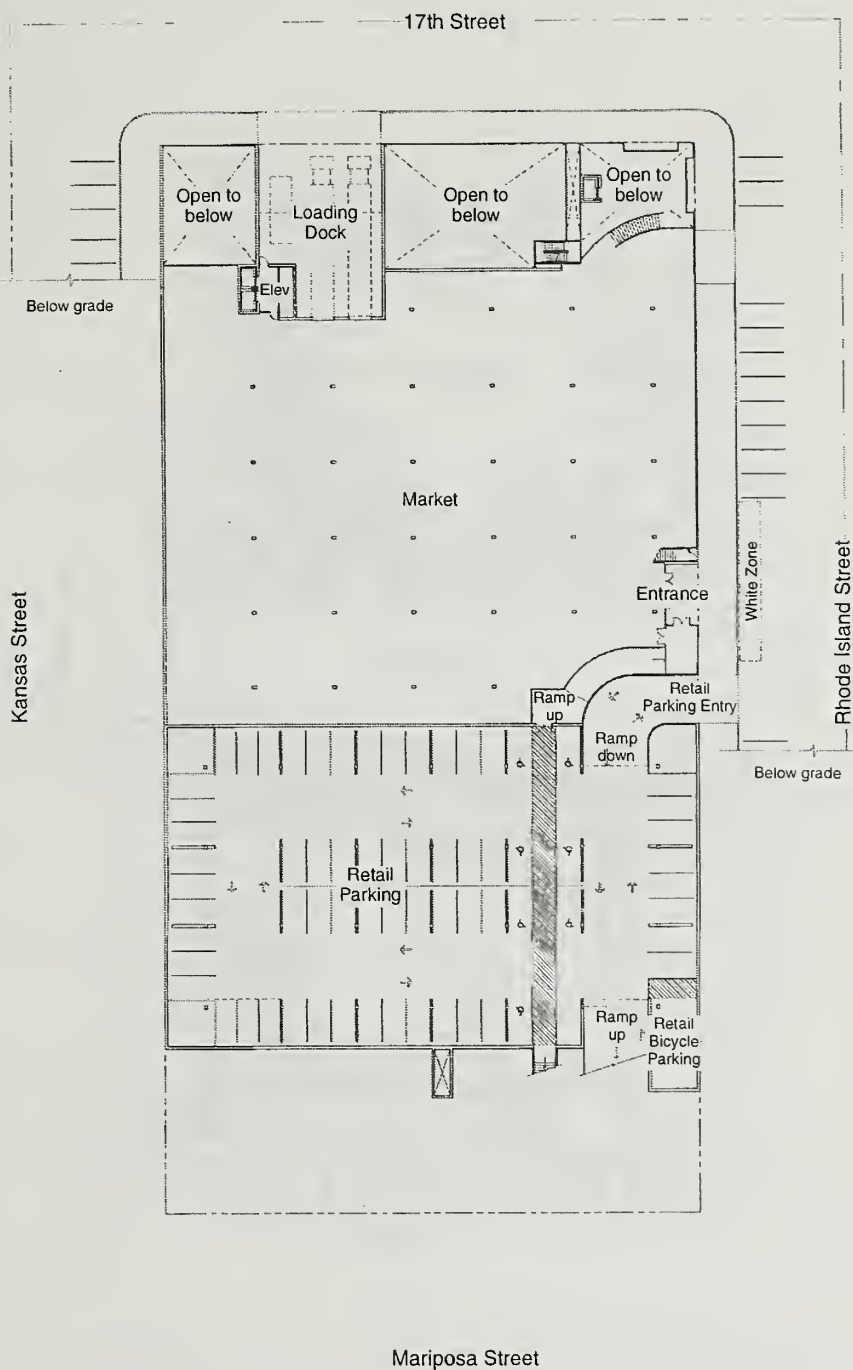 17th Street
Open to
below
Loading
Dock
Open to
below
Open to
below
Elev
Below grade
Market
Kansas Street
Entrance
White Zone
Rhode Island Street
Ramp
up
Retail
Parking Entry
Ramp
down
Below grade
Retail
Parking
Ramp
up
Retail
Bicycle
Parking
Mariposa Street